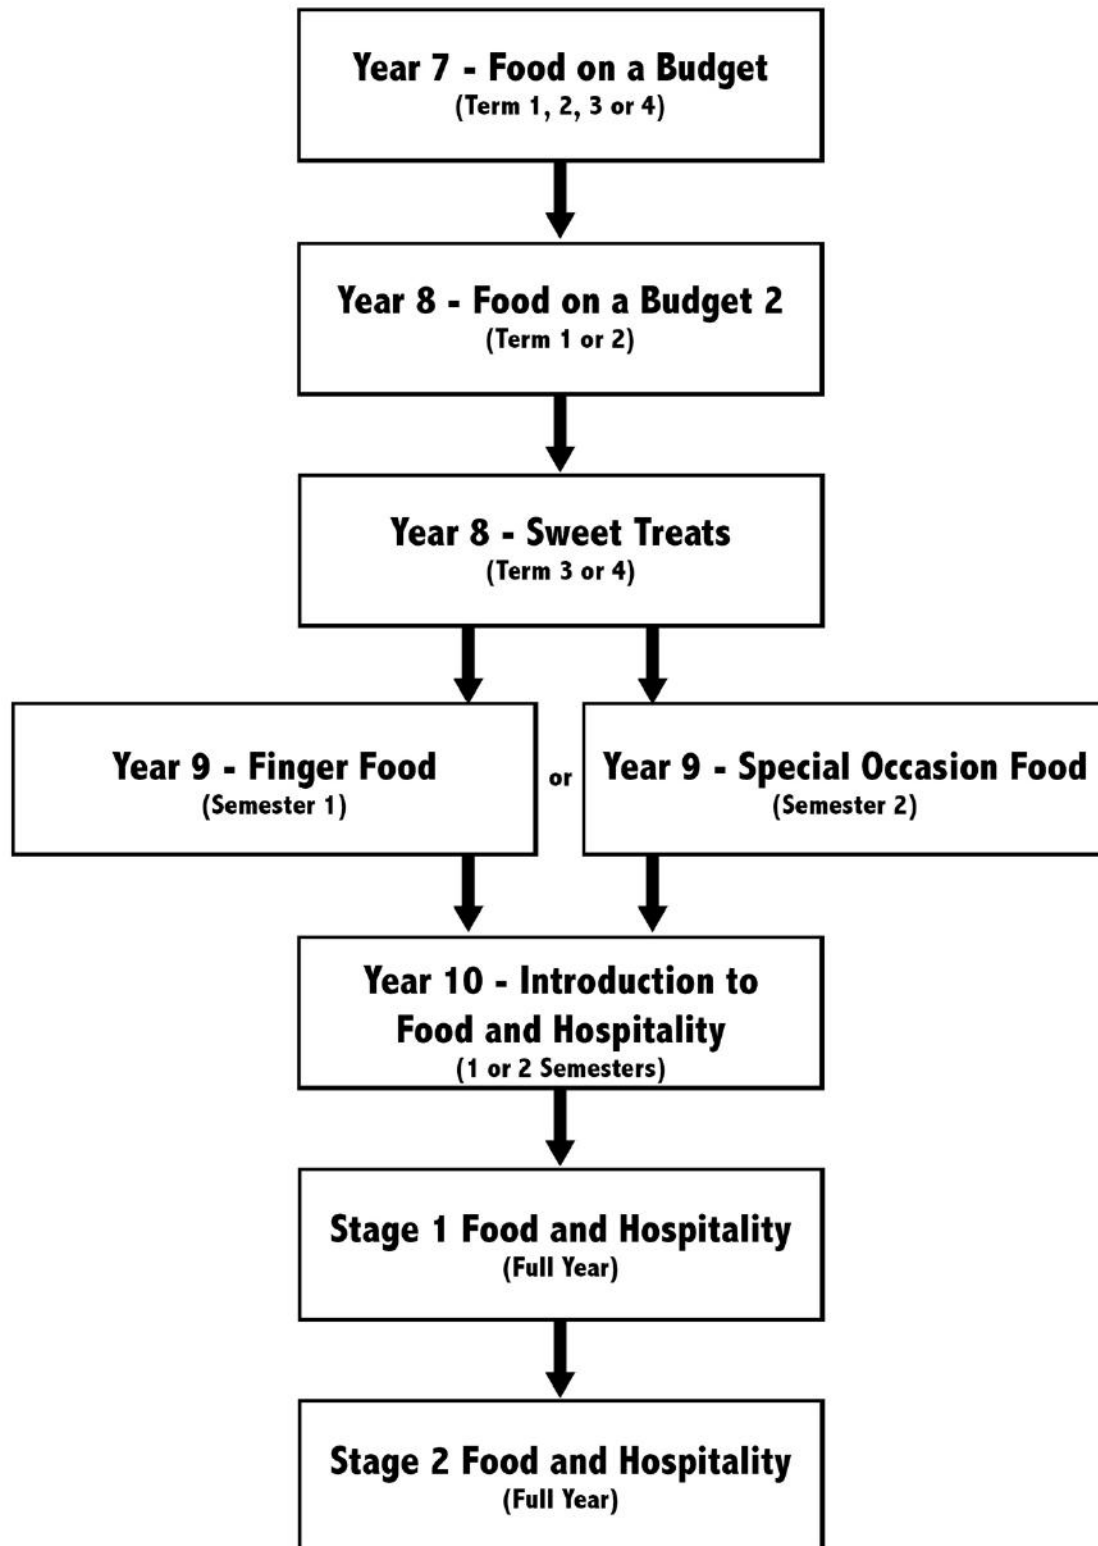 Year 7 - Food on a Budget
(Term 1, 2, 3 or 4)
Year 8 - Food on a Budget 2
(Term 1 or 2)
Year 8 - Sweet Treats
(Term 3 or 4)
Year 9 - Finger Food
(Semester 1)
or
Year 9 - Special Occasion Food
(Semester 2)
Year 10 - Introduction to
Food and Hospitality
(1 or 2 Semesters)
Stage 1 Food and Hospitality
(Full Year)
Stage 2 Food and Hospitality
(Full Year)